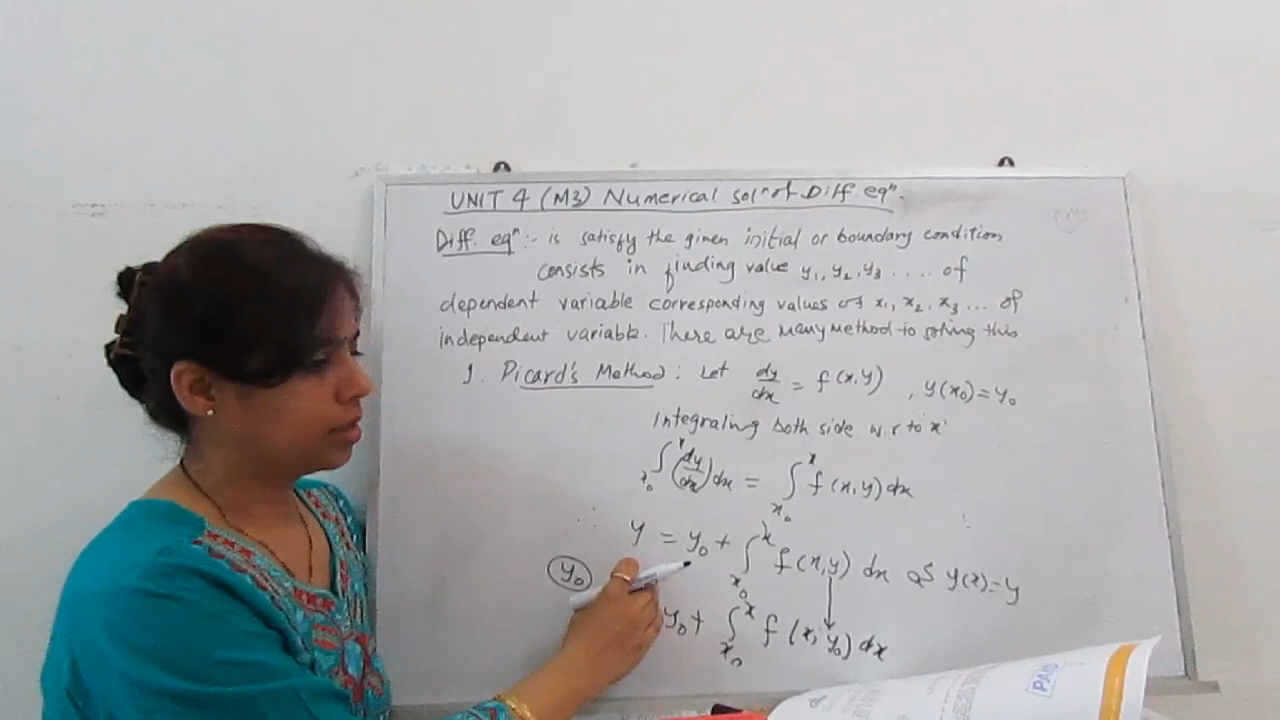 UNIT 4 (M3) Numerical solⁿ of Diff. eqⁿ.
Diff. eqⁿ :- is satisfy the given initial or boundary condition
consists in finding value y₁, y₂, y₃ .... of
dependent variable corresponding values of x₁, x₂, x₃ ... of
independent variable. There are many method to solving this
1. Picard's Method : Let dy/dx = f(x,y) , y(x₀)=y₀
Integraling both side w.r to x
∫ₓ₀ˣ (dy/dx) dx = ∫ₓ₀ˣ f(x,y) dx
y = y₀ + ∫ₓ₀ˣ f(x,y) dx as y(x)=y
y₀
y₀ + ∫ₓ₀ˣ f(x, y₀) dx
PAID